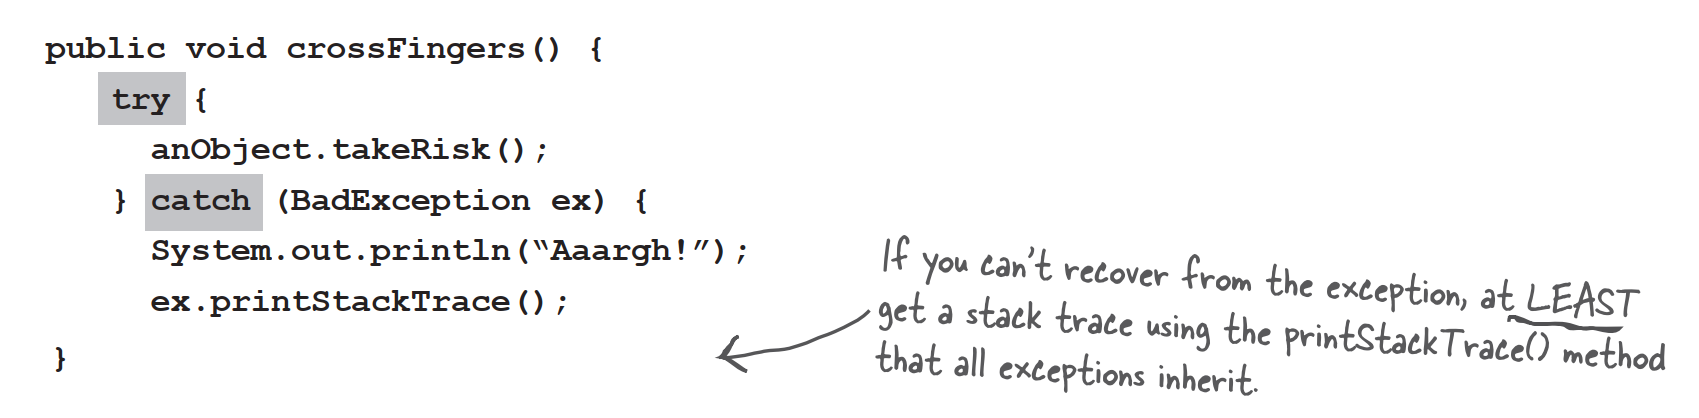 public void crossFingers() {
try {
anObject.takeRisk();
} catch (BadException ex) {
System.out.println(“Aaargh!”);
ex.printStackTrace();
}
If you can't recover from the exception, at LEAST
get a stack trace using the printStackTrace() method
that all exceptions inherit.